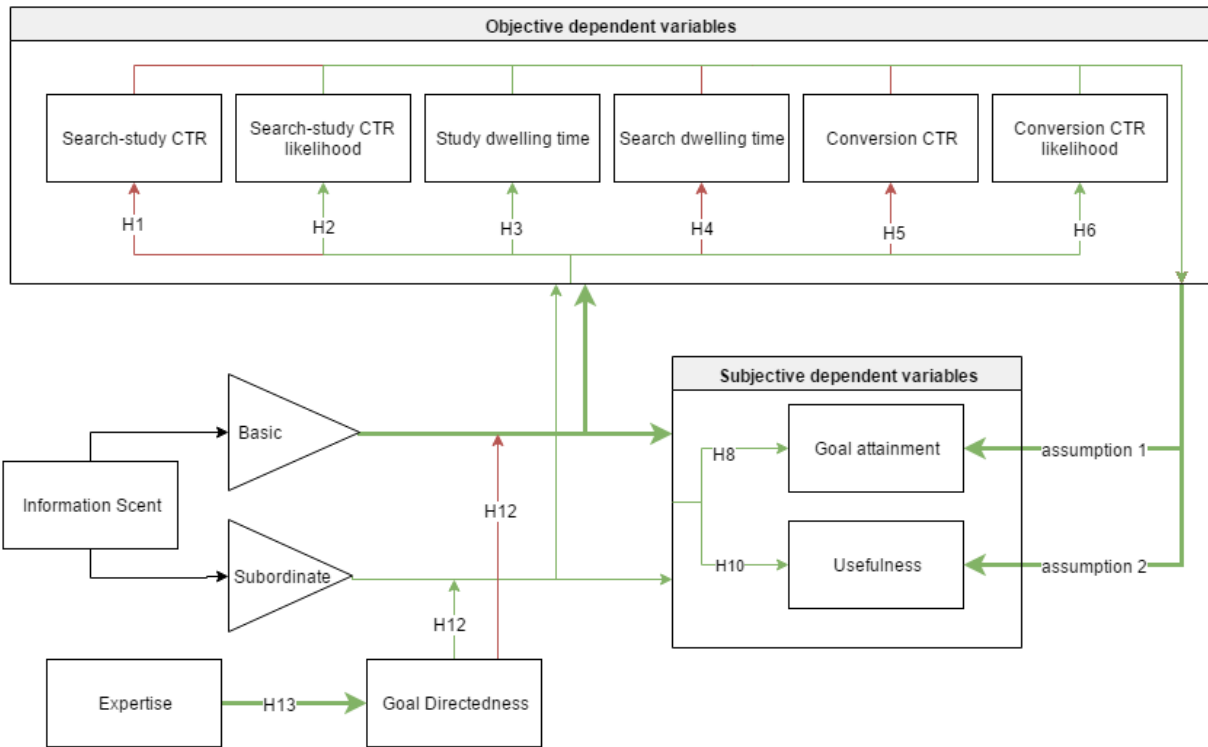 Objective dependent variables
Search-study CTR
Search-study CTR
likelihood
Study dwelling time
Search dwelling time
Conversion CTR
Conversion CTR
likelihood
H1
H2
H3
H4
H5
H6
Subjective dependent variables
Basic
Goal attainment
H8
assumption 1
Information Scent
H12
Subordinate
H10
Usefulness
assumption 2
H12
Expertise
H13
Goal Directedness